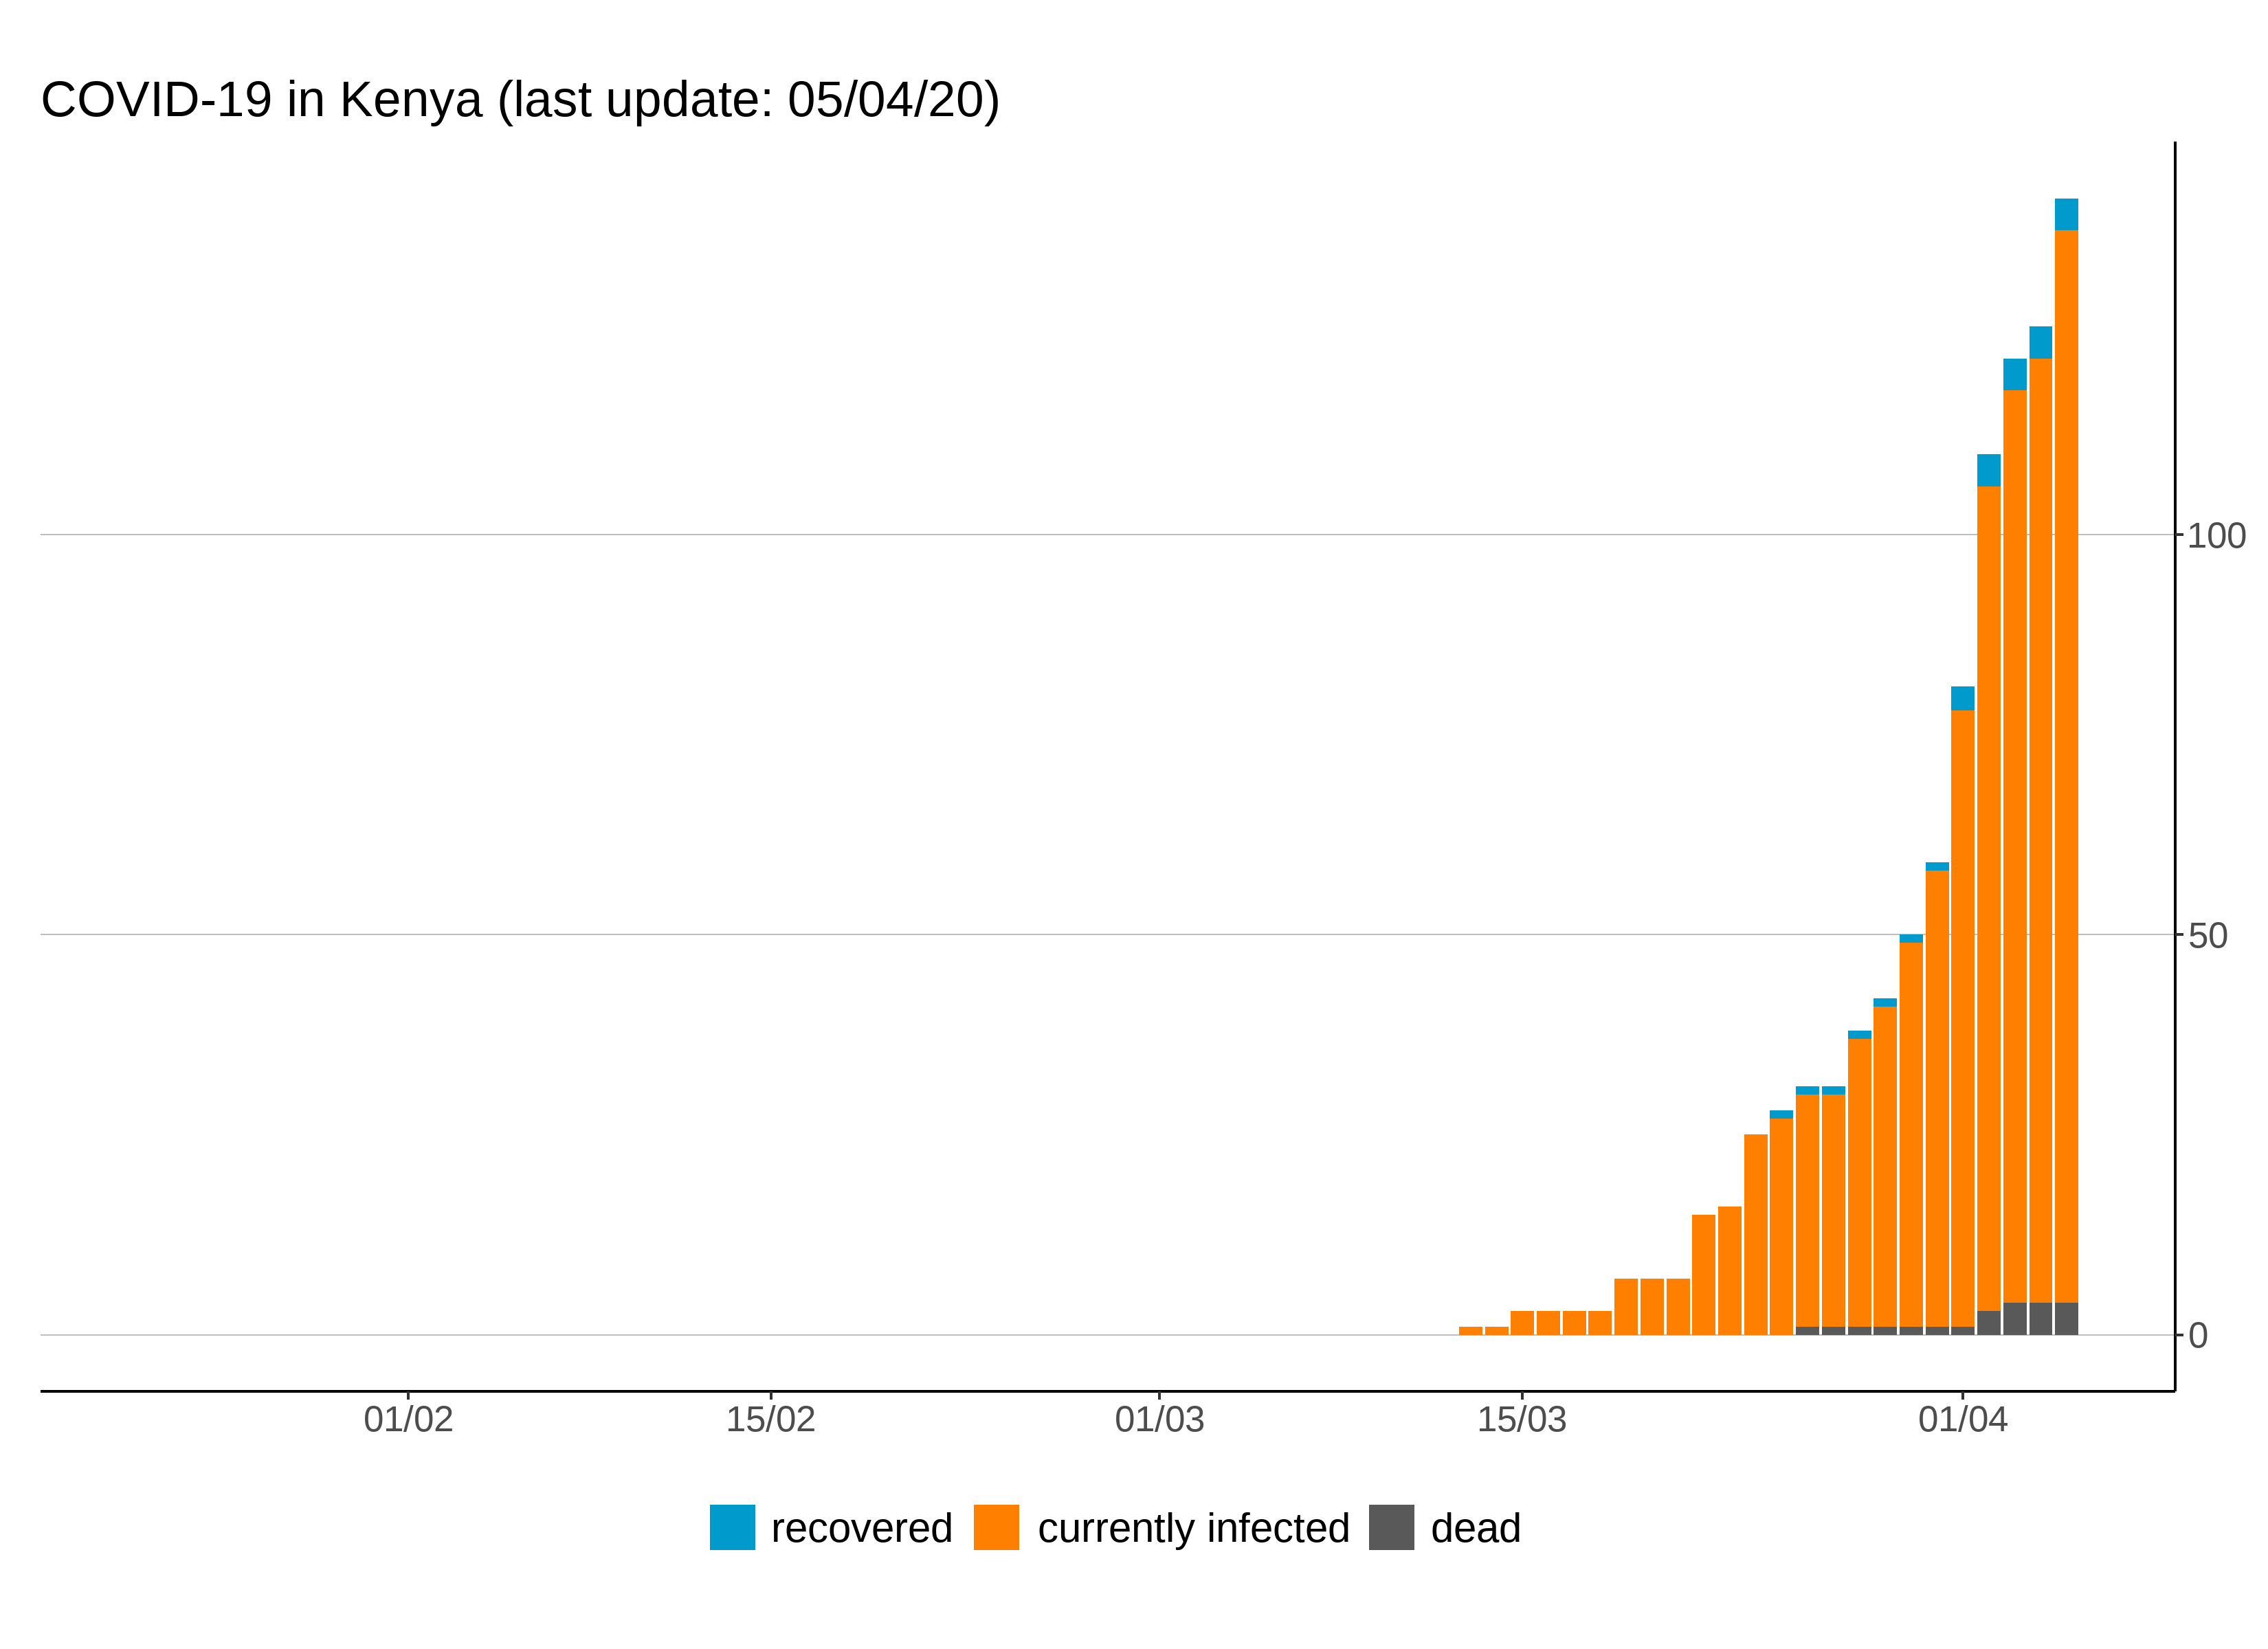 COVID-19 in Kenya (last update: 05/04/20)
100
50
0
01/02 15/02 01/03 15/03 01/04
recovered currently infected dead